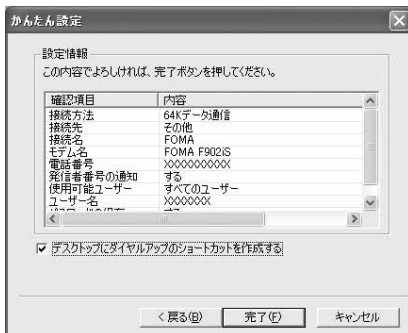 かんたん設定
設定情報
この内容でよろしければ、完了ボタンを押してください。
確認項目 内容
接続方法 64Kデータ通信
接続先 その他
接続名 FOMA
モデム名 FOMA F902iS
電話番号 XXXXXXXXXX
発信者番号の通知 する
使用可能ユーザー すべてのユーザー
ユーザー名 XXXXXXX
デスクトップにダイヤルアップのショートカットを作成する
< 戻る(B) 完了(F) キャンセル